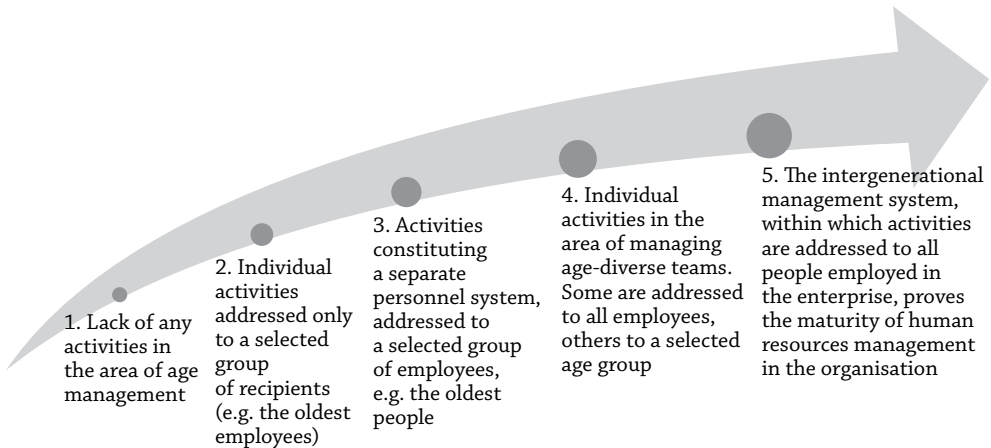 1. Lack of any
activities in
the area of age
management
2. Individual
activities
addressed only
to a selected
group
of recipients
(e.g. the oldest
employees)
3. Activities
constituting
a separate
personnel system,
addressed to
a selected group
of employees,
e.g. the oldest
people
4. Individual
activities in the
area of managing
age-diverse teams.
Some are addressed
to all employees,
others to a selected
age group
5. The intergenerational
management system,
within which activities
are addressed to all
people employed in
the enterprise, proves
the maturity of human
resources management
in the organisation